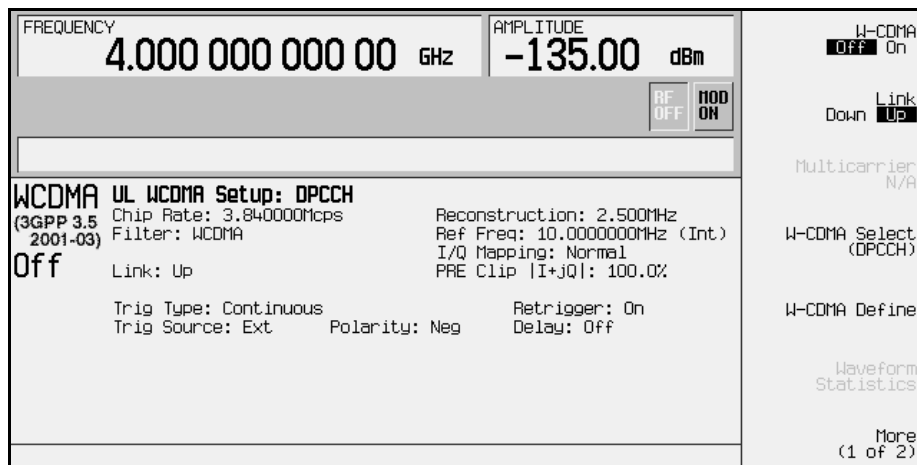 FREQUENCY
4.000 000 000 00 GHz
AMPLITUDE
-135.00 dBm
RF OFF
MOD ON
WCDMA
(3GPP 3.5
2001-03)
Off
UL WCDMA Setup: DPCCH
Chip Rate: 3.840000Mcps
Reconstruction: 2.500MHz
Filter: WCDMA
Ref Freq: 10.0000000MHz (Int)
I/Q Mapping: Normal
Link: Up
PRE Clip |I+jQ|: 100.0%
Trig Type: Continuous
Retrigger: On
Trig Source: Ext
Polarity: Neg
Delay: Off
W-CDMA
Off On
Link
Down Up
Multicarrier
N/A
W-CDMA Select
(DPCCH)
W-CDMA Define
Waveform
Statistics
More
(1 of 2)